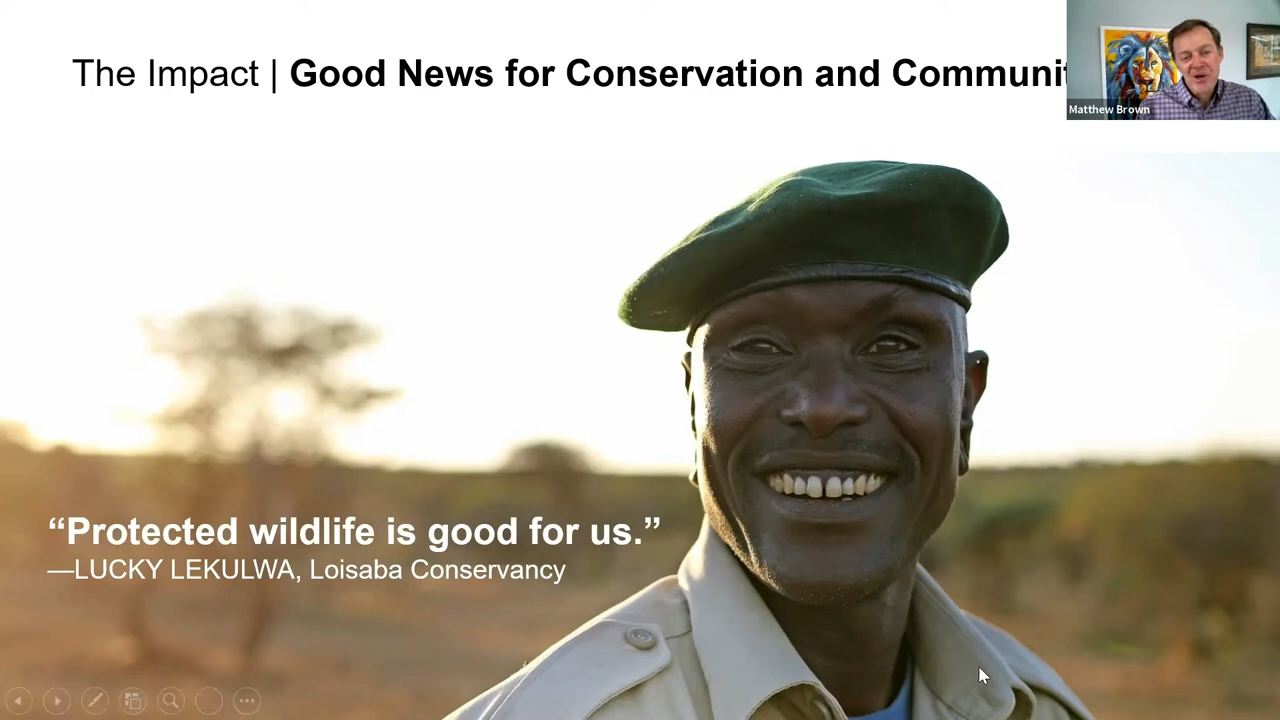 The Impact | Good News for Conservation and Communit
Matthew Brown
“Protected wildlife is good for us.”
—LUCKY LEKULWA, Loisaba Conservancy